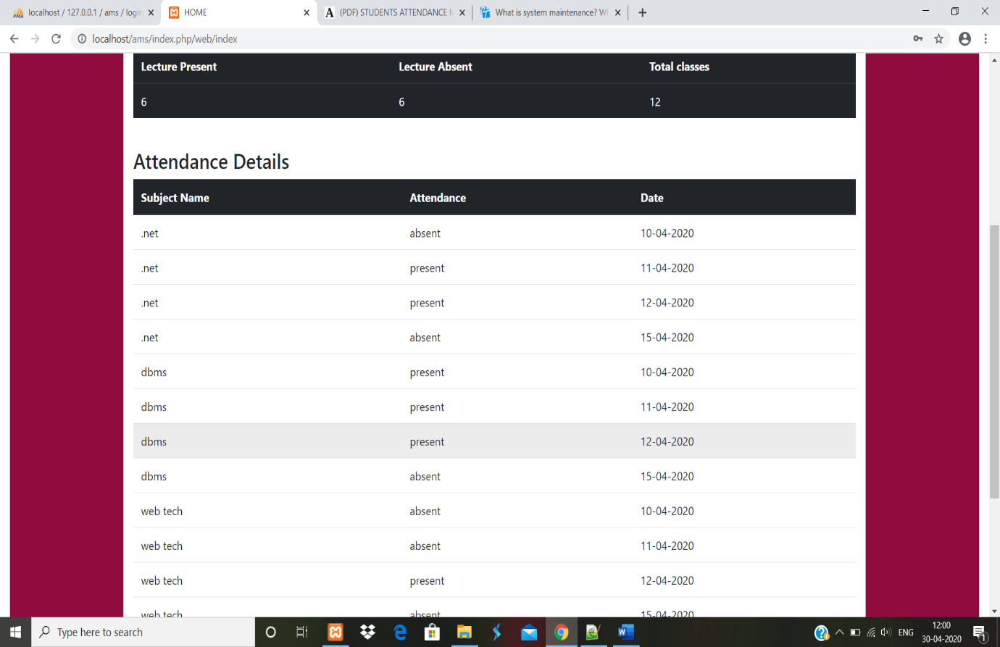 localhost / 127.0.0.1 / ams / login
HOME
(PDF) STUDENTS ATTENDANCE
What is system maintenance? W
localhost/ams/index.php/web/index
Lecture Present Lecture Absent Total classes
6 6 12
Attendance Details
Subject Name Attendance Date
.net absent 10-04-2020
.net present 11-04-2020
.net present 12-04-2020
.net absent 15-04-2020
dbms present 10-04-2020
dbms present 11-04-2020
dbms present 12-04-2020
dbms absent 15-04-2020
web tech absent 10-04-2020
web tech absent 11-04-2020
web tech present 12-04-2020
web tech absent 15-04-2020
Type here to search
ENG
12:00
30-04-2020
1